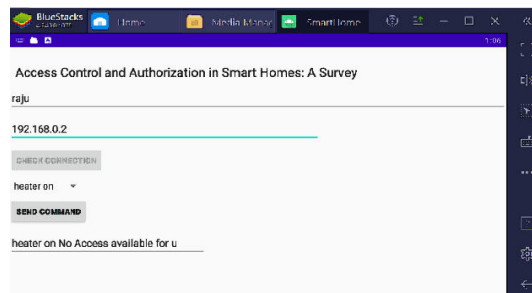 BlueStacks
Home
Media Manag
SmartHome
1:06
Access Control and Authorization in Smart Homes: A Survey
raju
192.168.0.2
CHECK CONNECTION
heater on
SEND COMMAND
heater on No Access available for u